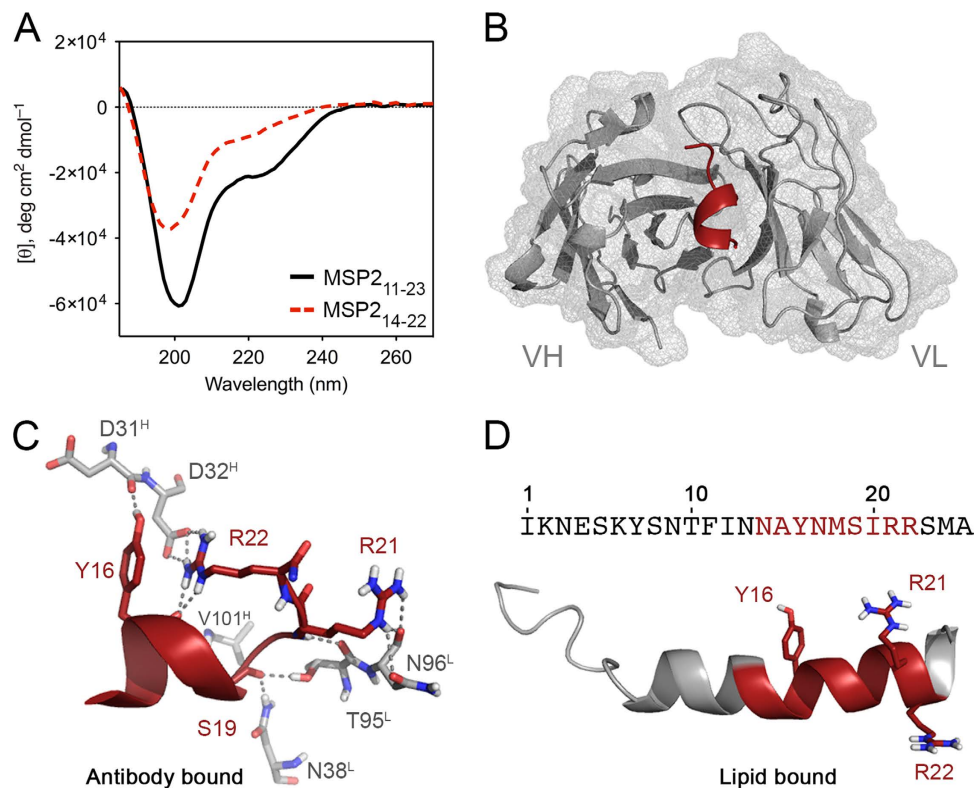 A
B
2×10⁴
0
-2×10⁴
-4×10⁴
-6×10⁴
[θ], deg cm² dmol⁻¹
MSP2₁₁₋₂₃
MSP2₁₄₋₂₂
200
220
240
260
Wavelength (nm)
VH
VL
C
D31ᴴ
D32ᴴ
R22
R21
Y16
V101ᴴ
N96ᴸ
T95ᴸ
S19
N38ᴸ
Antibody bound
D
1 10 20
IKNESKYSNTFINNAYNMSIRRSMA
Y16
R21
R22
Lipid bound